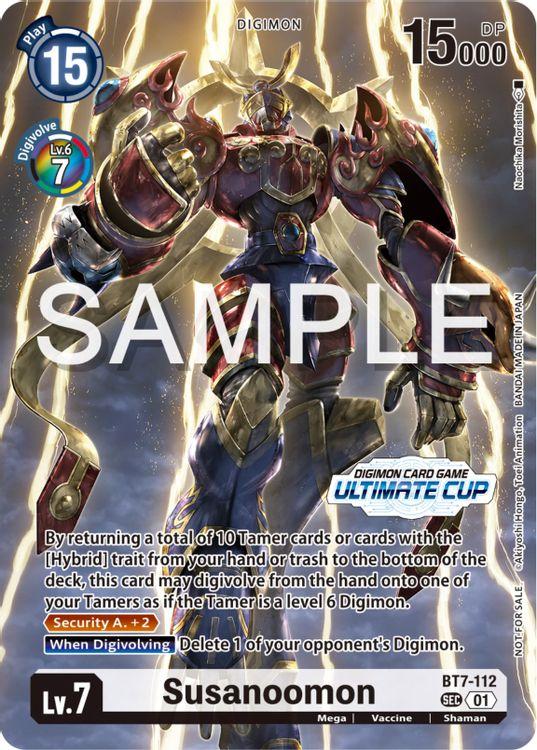 DIGIMON
Play
15
DP
15000
Digivolve
Lv.6
7
Naochika Morishita
SAMPLE
©Akiyoshi Hongo, Toei Animation BANDAI MADE IN JAPAN
NOT FOR SALE
DIGIMON CARD GAME
ULTIMATE CUP
By returning a total of 10 Tamer cards or cards with the
[Hybrid] trait from your hand or trash to the bottom of the
deck, this card may digivolve from the hand onto one of
your Tamers as if the Tamer is a level 6 Digimon.
Security A. +2
When Digivolving Delete 1 of your opponent's Digimon.
Lv.7
Susanoomon
BT7-112
SEC 01
Mega | Vaccine | Shaman